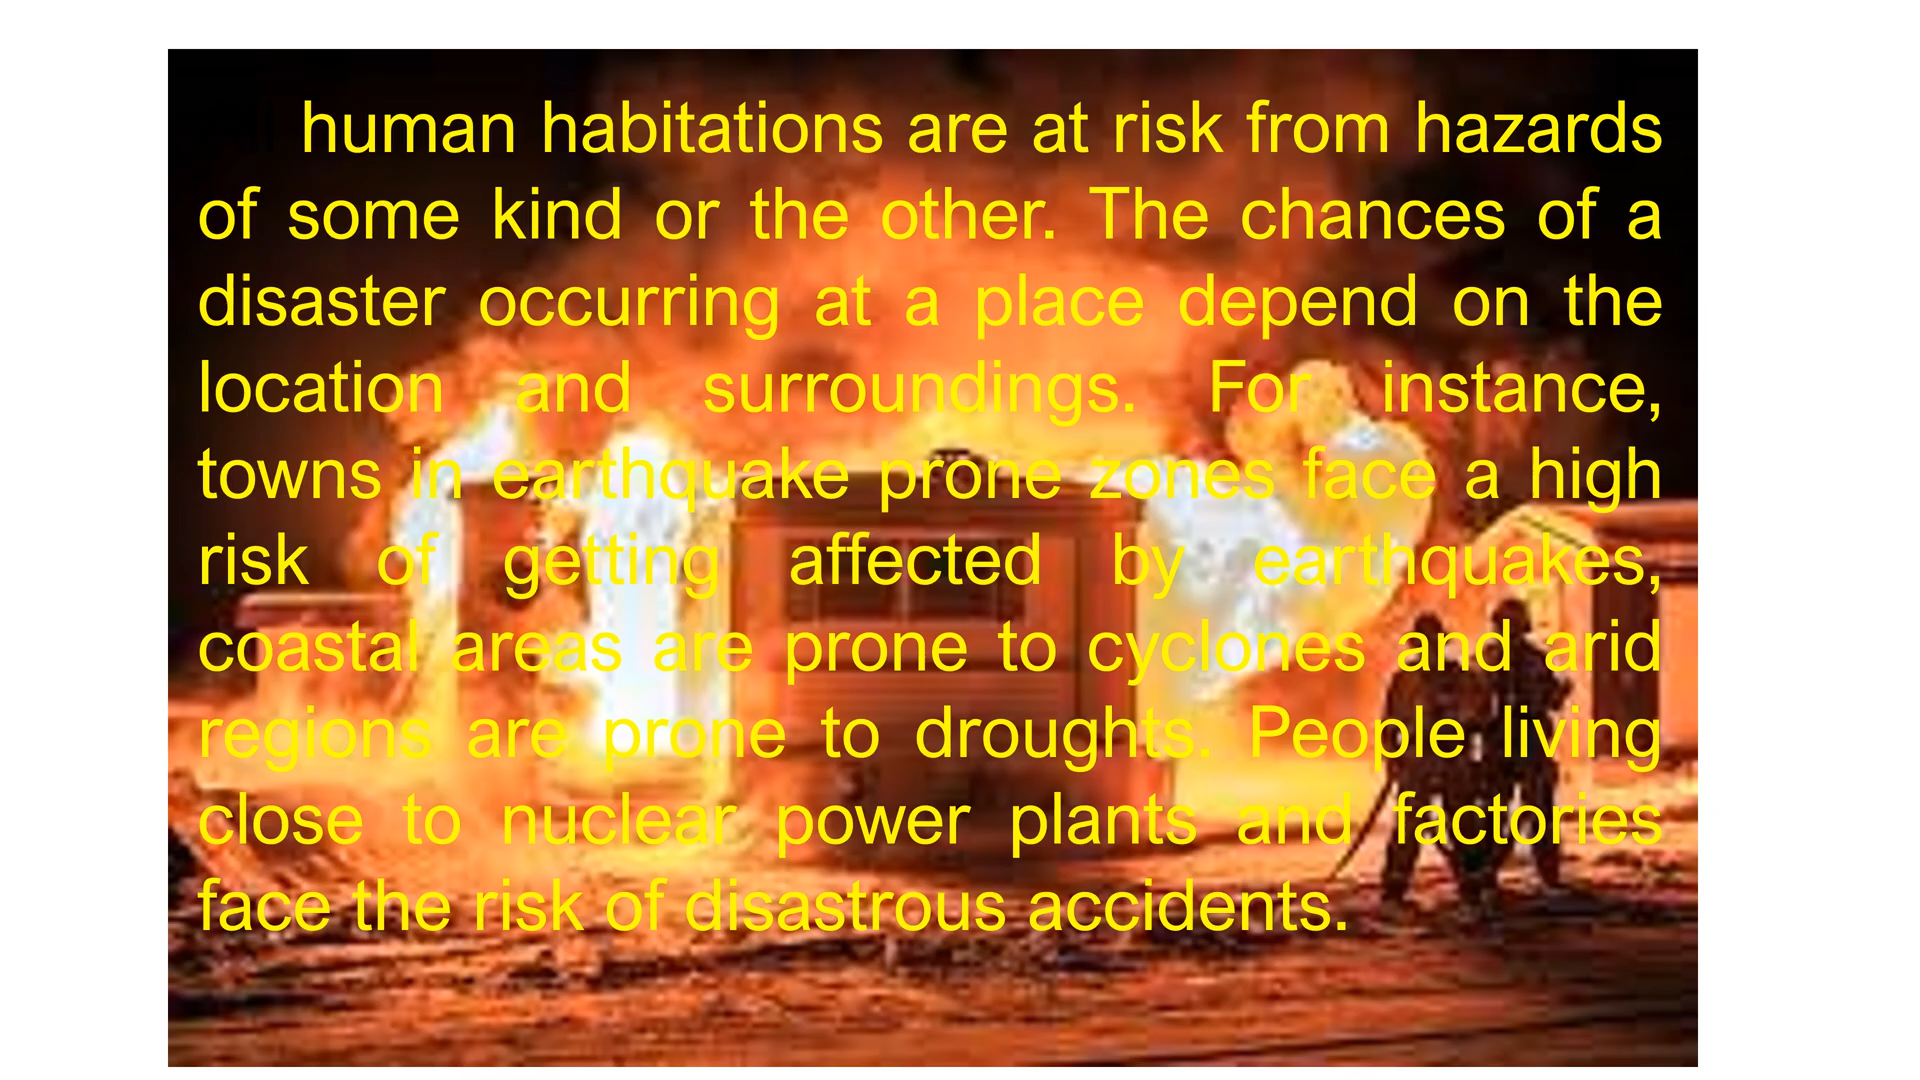 All human habitations are at risk from hazards
of some kind or the other. The chances of a
disaster occurring at a place depend on the
location and surroundings. For instance,
towns in earthquake prone zones face a high
risk of getting affected by earthquakes,
coastal areas are prone to cyclones and arid
regions are prone to droughts. People living
close to nuclear power plants and factories
face the risk of disastrous accidents.